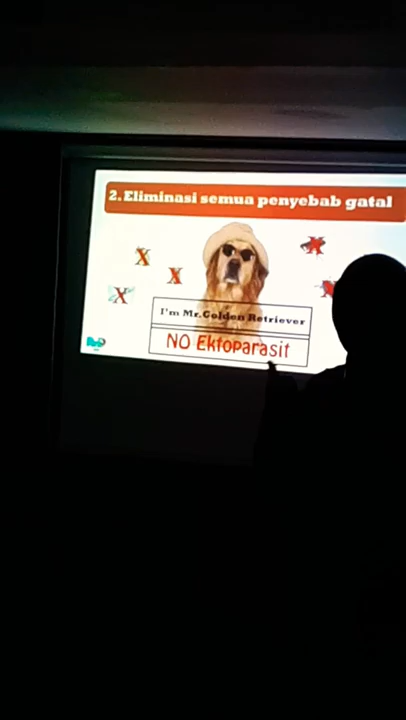 2. Eliminasi semua penyebab gatal
X
X
X
X
I'm Mr. Golden Retriever
NO Ektoparasit